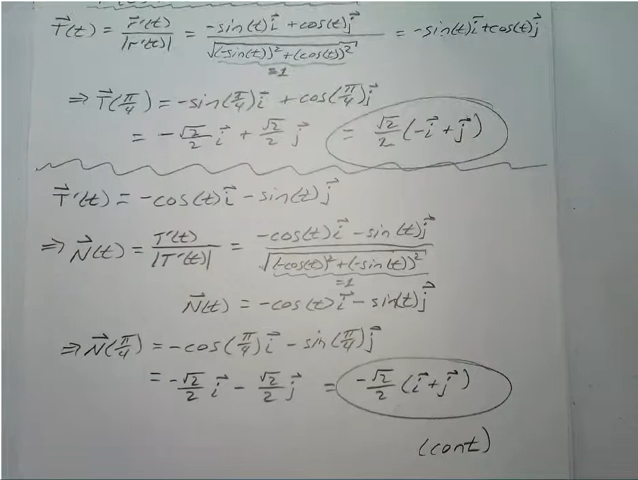 T⃗(t) = r⃗'(t)/|r'(t)| = (-sin(t)i⃗ + cos(t)j⃗)/√((-sin(t))² + (cos(t))²) = -sin(t)i⃗ + cos(t)j⃗
=1
⇒ T⃗(π/4) = -sin(π/4)i⃗ + cos(π/4)j⃗
= -√2/2 i⃗ + √2/2 j⃗ = √2/2 (-i⃗ + j⃗)
T⃗'(t) = -cos(t)i⃗ - sin(t)j⃗
⇒ N⃗(t) = T'(t)/|T'(t)| = (-cos(t)i⃗ - sin(t)j⃗)/√((-cos(t))² + (-sin(t))²)
=1
N⃗(t) = -cos(t)i⃗ - sin(t)j⃗
⇒ N⃗(π/4) = -cos(π/4)i⃗ - sin(π/4)j⃗
= -√2/2 i⃗ - √2/2 j⃗ = -√2/2 (i⃗ + j⃗)
(cont)